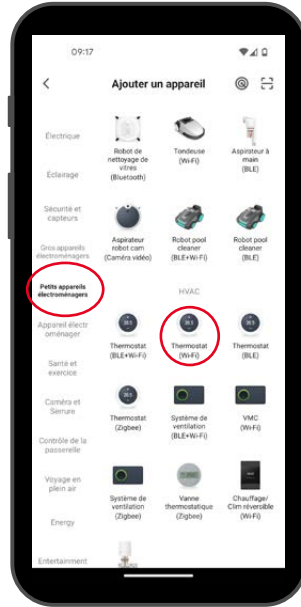 09:17
Ajouter un appareil
Électrique
Eclairage
Sécurité et
capteurs
Gros appareils
électroménagers
Petits appareils
électroménagers
Appareil électr
oménager
Santé et
exercice
Caméra et
Serrure
Contrôle de la
passerelle
Voyage en
plein air
Energy
Entertainment
Robot de
nettoyage de
vitres
(Bluetooth)
Tondeuse
(Wi-Fi)
Aspirateur à
main
(BLE)
Aspirateur
robot cam
(Caméra vidéo)
Robot pool
cleaner
(BLE+Wi-Fi)
Robot pool
cleaner
(BLE)
HVAC
Thermostat
(BLE+Wi-Fi)
Thermostat
(Wi-Fi)
Thermostat
(BLE)
Thermostat
(Zigbee)
Système de
ventilation
(BLE+Wi-Fi)
VMC
(Wi-Fi)
Système de
ventilation
(Zigbee)
Vanne
thermostatique
(Zigbee)
Chauffage/
Clim réversible
(Wi-Fi)